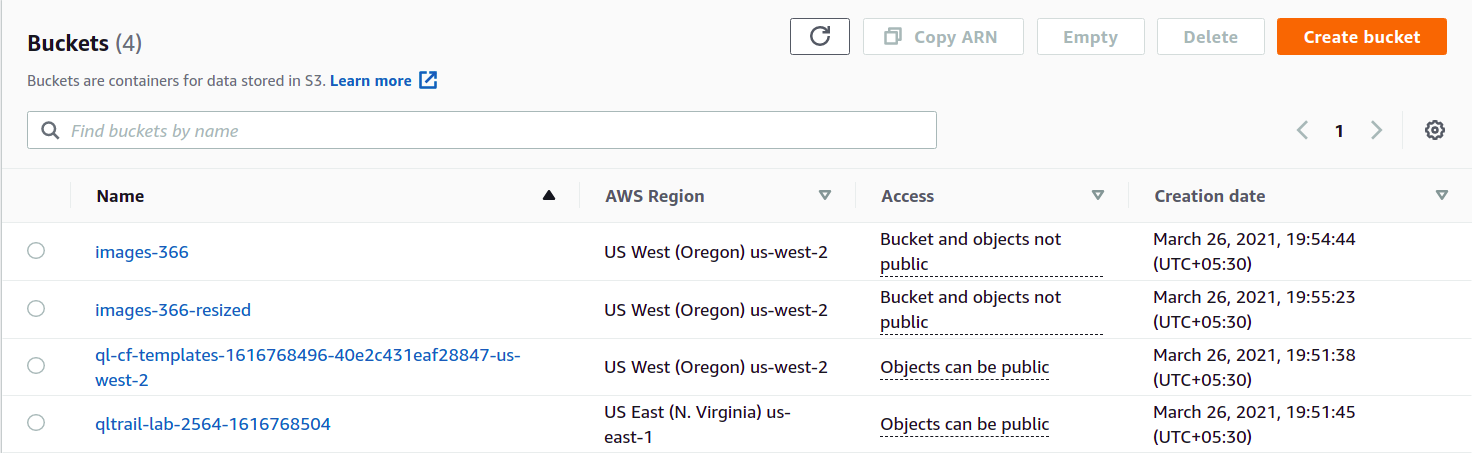 Buckets (4)
Copy ARN
Empty
Delete
Create bucket
Buckets are containers for data stored in S3. Learn more
Find buckets by name
1
Name
AWS Region
Access
Creation date
images-366
US West (Oregon) us-west-2
Bucket and objects not
public
March 26, 2021, 19:54:44
(UTC+05:30)
images-366-resized
US West (Oregon) us-west-2
Bucket and objects not
public
March 26, 2021, 19:55:23
(UTC+05:30)
ql-cf-templates-1616768496-40e2c431eaf28847-us-
west-2
US West (Oregon) us-west-2
Objects can be public
March 26, 2021, 19:51:38
(UTC+05:30)
qltrail-lab-2564-1616768504
US East (N. Virginia) us-
east-1
Objects can be public
March 26, 2021, 19:51:45
(UTC+05:30)